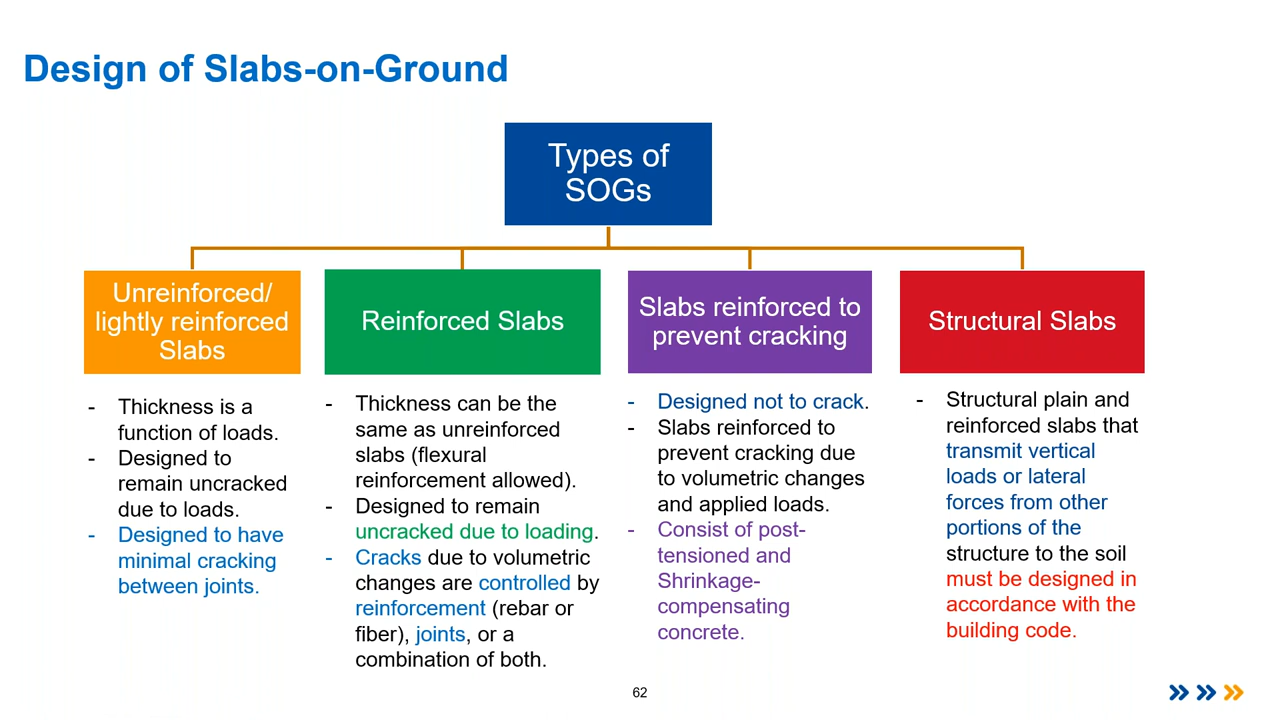 Design of Slabs-on-Ground
Types of
SOGs
Unreinforced/
lightly reinforced
Slabs
- Thickness is a
function of loads.
- Designed to
remain uncracked
due to loads.
- Designed to have
minimal cracking
between joints.
Reinforced Slabs
- Thickness can be the
same as unreinforced
slabs (flexural
reinforcement allowed).
- Designed to remain
uncracked due to loading.
- Cracks due to volumetric
changes are controlled by
reinforcement (rebar or
fiber), joints, or a
combination of both.
Slabs reinforced to
prevent cracking
- Designed not to crack.
- Slabs reinforced to
prevent cracking due
to volumetric changes
and applied loads.
- Consist of post-
tensioned and
Shrinkage-
compensating
concrete.
Structural Slabs
- Structural plain and
reinforced slabs that
transmit vertical
loads or lateral
forces from other
portions of the
structure to the soil
must be designed in
accordance with the
building code.
62